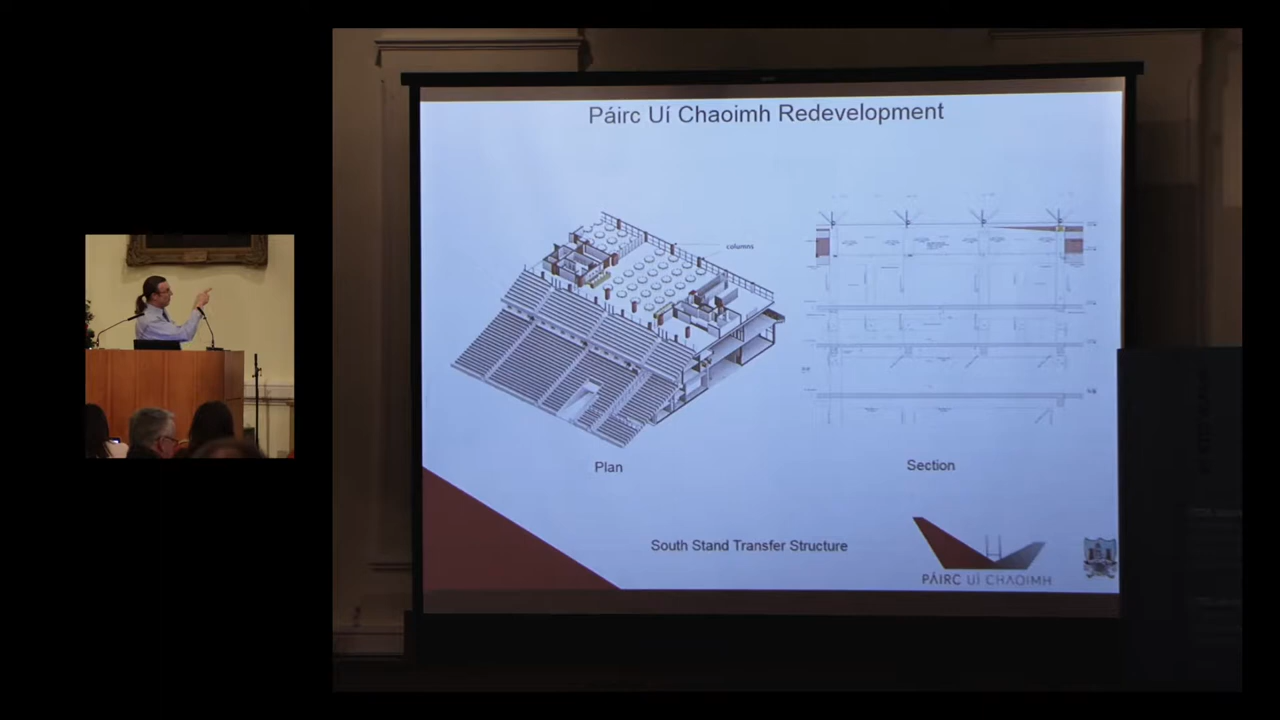 Páirc Uí Chaoimh Redevelopment
columns
Plan
Section
South Stand Transfer Structure
PÁIRC UÍ CHAOIMH